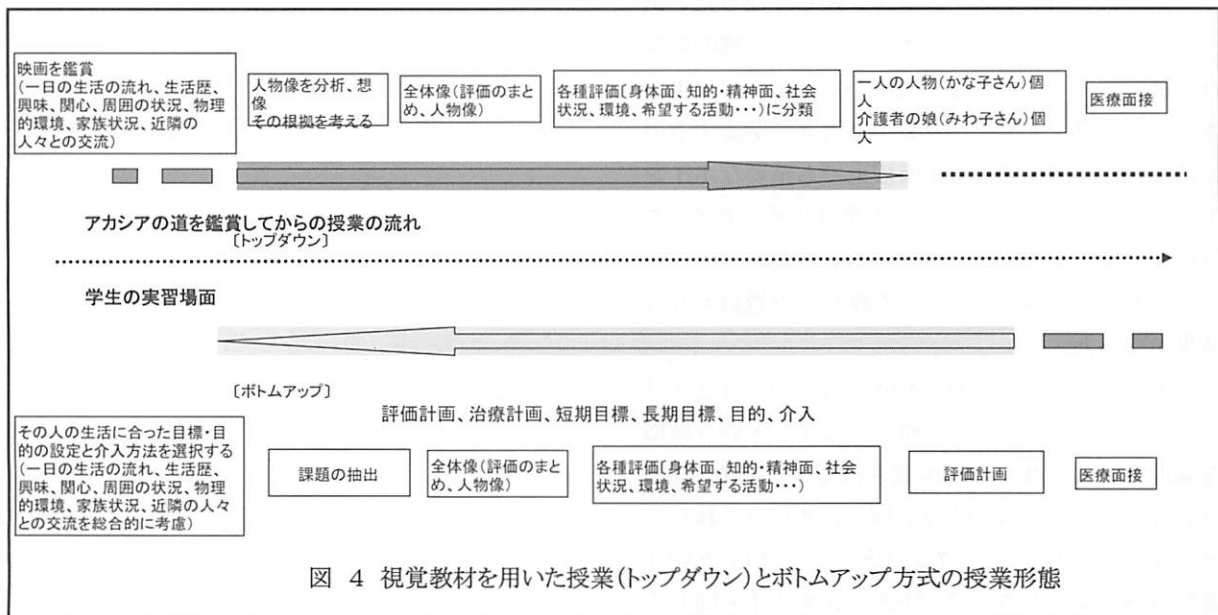 映画を鑑賞
(一日の生活の流れ、生活歴、
興味、関心、周囲の状況、物理
的環境、家族状況、近隣の
人々との交流)
人物像を分析、想
像
その根拠を考える
全体像(評価のまと
め、人物像)
各種評価〔身体面、知的・精神面、社会
状況、環境、希望する活動・・・)に分類
一人の人物(かな子さん)個
人
介護者の娘(みわ子さん)個
人
医療面接
アカシアの道を鑑賞してからの授業の流れ
〔トップダウン〕
学生の実習場面
〔ボトムアップ〕
評価計画、治療計画、短期目標、長期目標、目的、介入
その人の生活に合った目標・目
的の設定と介入方法を選択する
(一日の生活の流れ、生活歴、
興味、関心、周囲の状況、物理
的環境、家族状況、近隣の人々
との交流を総合的に考慮)
課題の抽出
全体像(評価のまと
め、人物像)
各種評価〔身体面、知的・精神面、社会
状況、環境、希望する活動・・・)
評価計画
医療面接
図 4 視覚教材を用いた授業(トップダウン)とボトムアップ方式の授業形態